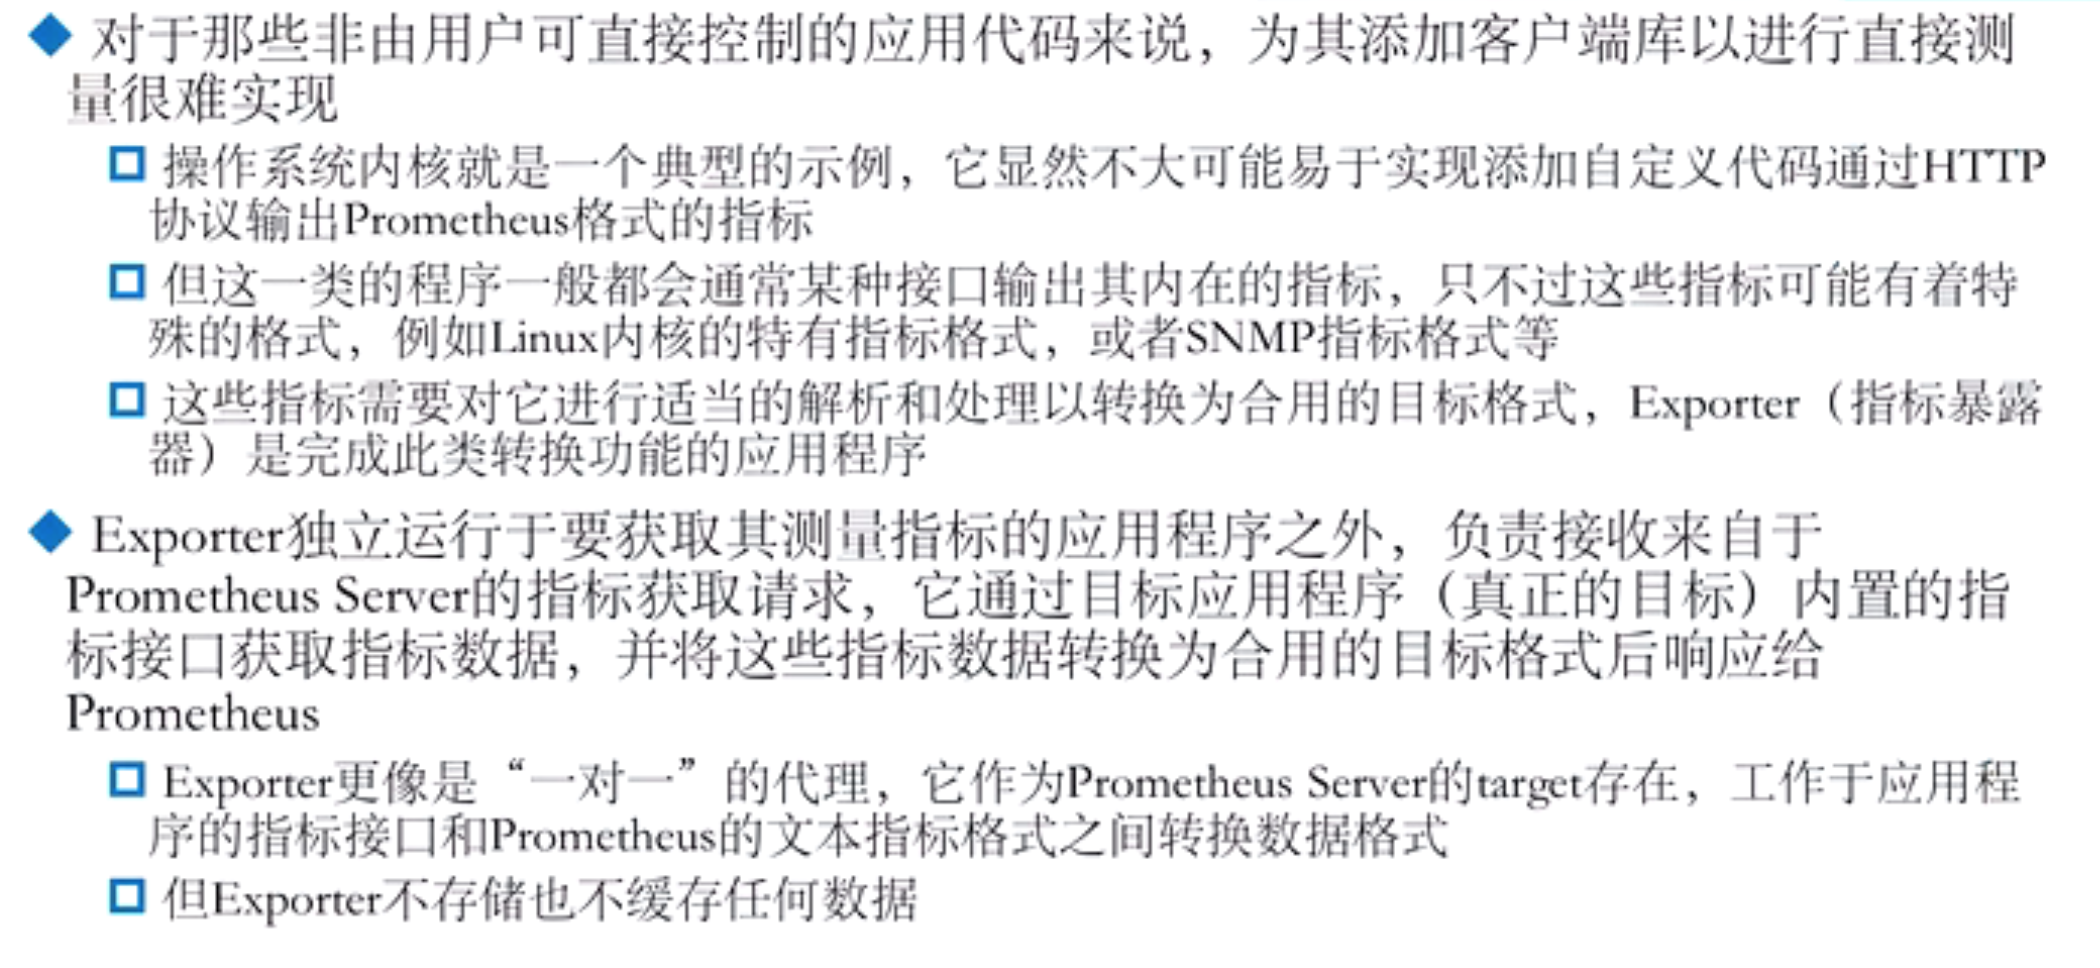 对于那些非由用户可直接控制的应用代码来说，为其添加客户端库以进行直接测
量很难实现
操作系统内核就是一个典型的示例，它显然不大可能易于实现添加自定义代码通过HTTP
协议输出Prometheus格式的指标
但这一类的程序一般都会通常某种接口输出其内在的指标，只不过这些指标可能有着特
殊的格式，例如Linux内核的特有指标格式，或者SNMP指标格式等
这些指标需要对它进行适当的解析和处理以转换为合用的目标格式，Exporter（指标暴露
器）是完成此类转换功能的应用程序
Exporter独立运行于要获取其测量指标的应用程序之外，负责接收来自于
Prometheus Server的指标获取请求，它通过目标应用程序（真正的目标）内置的指
标接口获取指标数据，并将这些指标数据转换为合用的目标格式后响应给
Prometheus
Exporter更像是“一对一”的代理，它作为Prometheus Server的target存在，工作于应用程
序的指标接口和Prometheus的文本指标格式之间转换数据格式
但Exporter不存储也不缓存任何数据